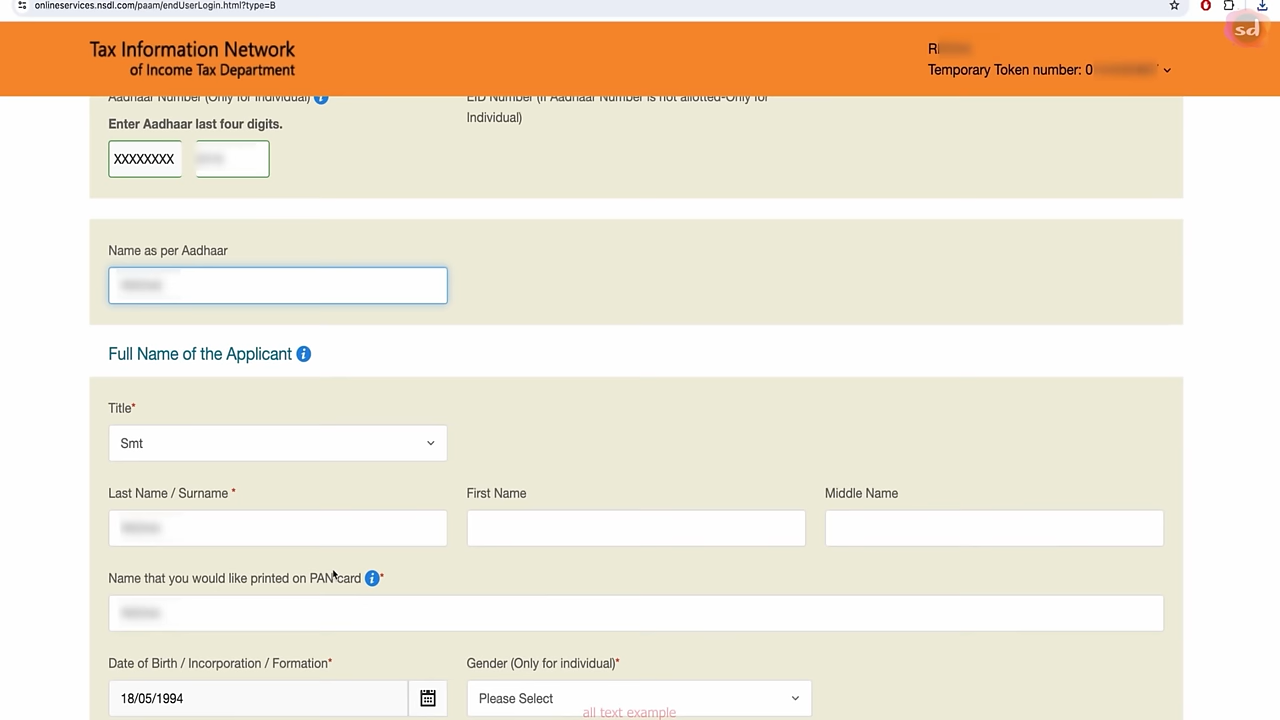 onlineservices.nsdl.com/paam/endUserLogin.html?type=B
sd
Tax Information Network
of Income Tax Department
Temporary Token number: 0
Aadhaar Number (Only for Individual)
EID Number (If Aadhaar Number is not allotted-Only for
Individual)
Enter Aadhaar last four digits.
XXXXXXXX
Name as per Aadhaar
Full Name of the Applicant
Title*
Smt
Last Name / Surname *
First Name
Middle Name
Name that you would like printed on PAN card *
Date of Birth / Incorporation / Formation*
Gender (Only for individual)*
18/05/1994
Please Select
all text example